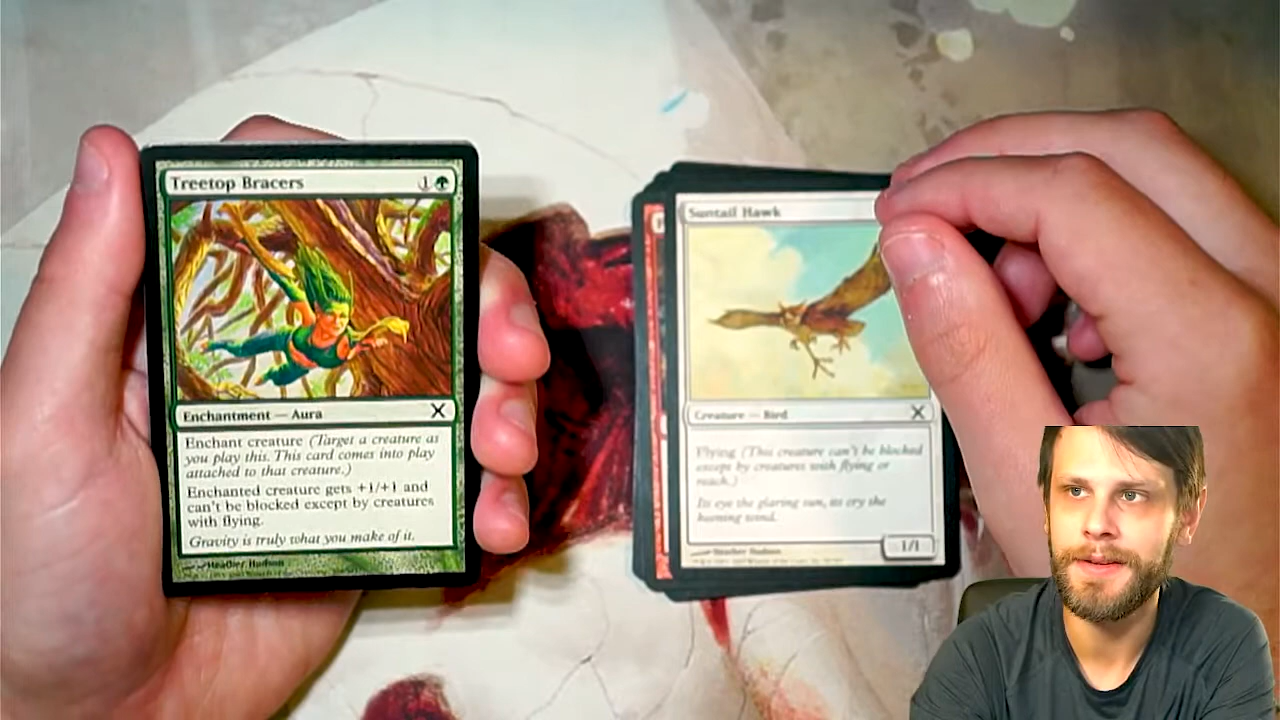 Treetop Bracers
1
Enchantment — Aura
Enchant creature (Target a creature as
you play this. This card comes into play
attached to that creature.)
Enchanted creature gets +1/+1 and
can't be blocked except by creatures
with flying.
Gravity is truly what you make of it.
Heather Hudson
Suntail Hawk
Creature — Bird
Flying (This creature can't be blocked
except by creatures with flying or
reach.)
Its eye the glaring sun, its cry the
keening wind.
Heather Hudson
1/1